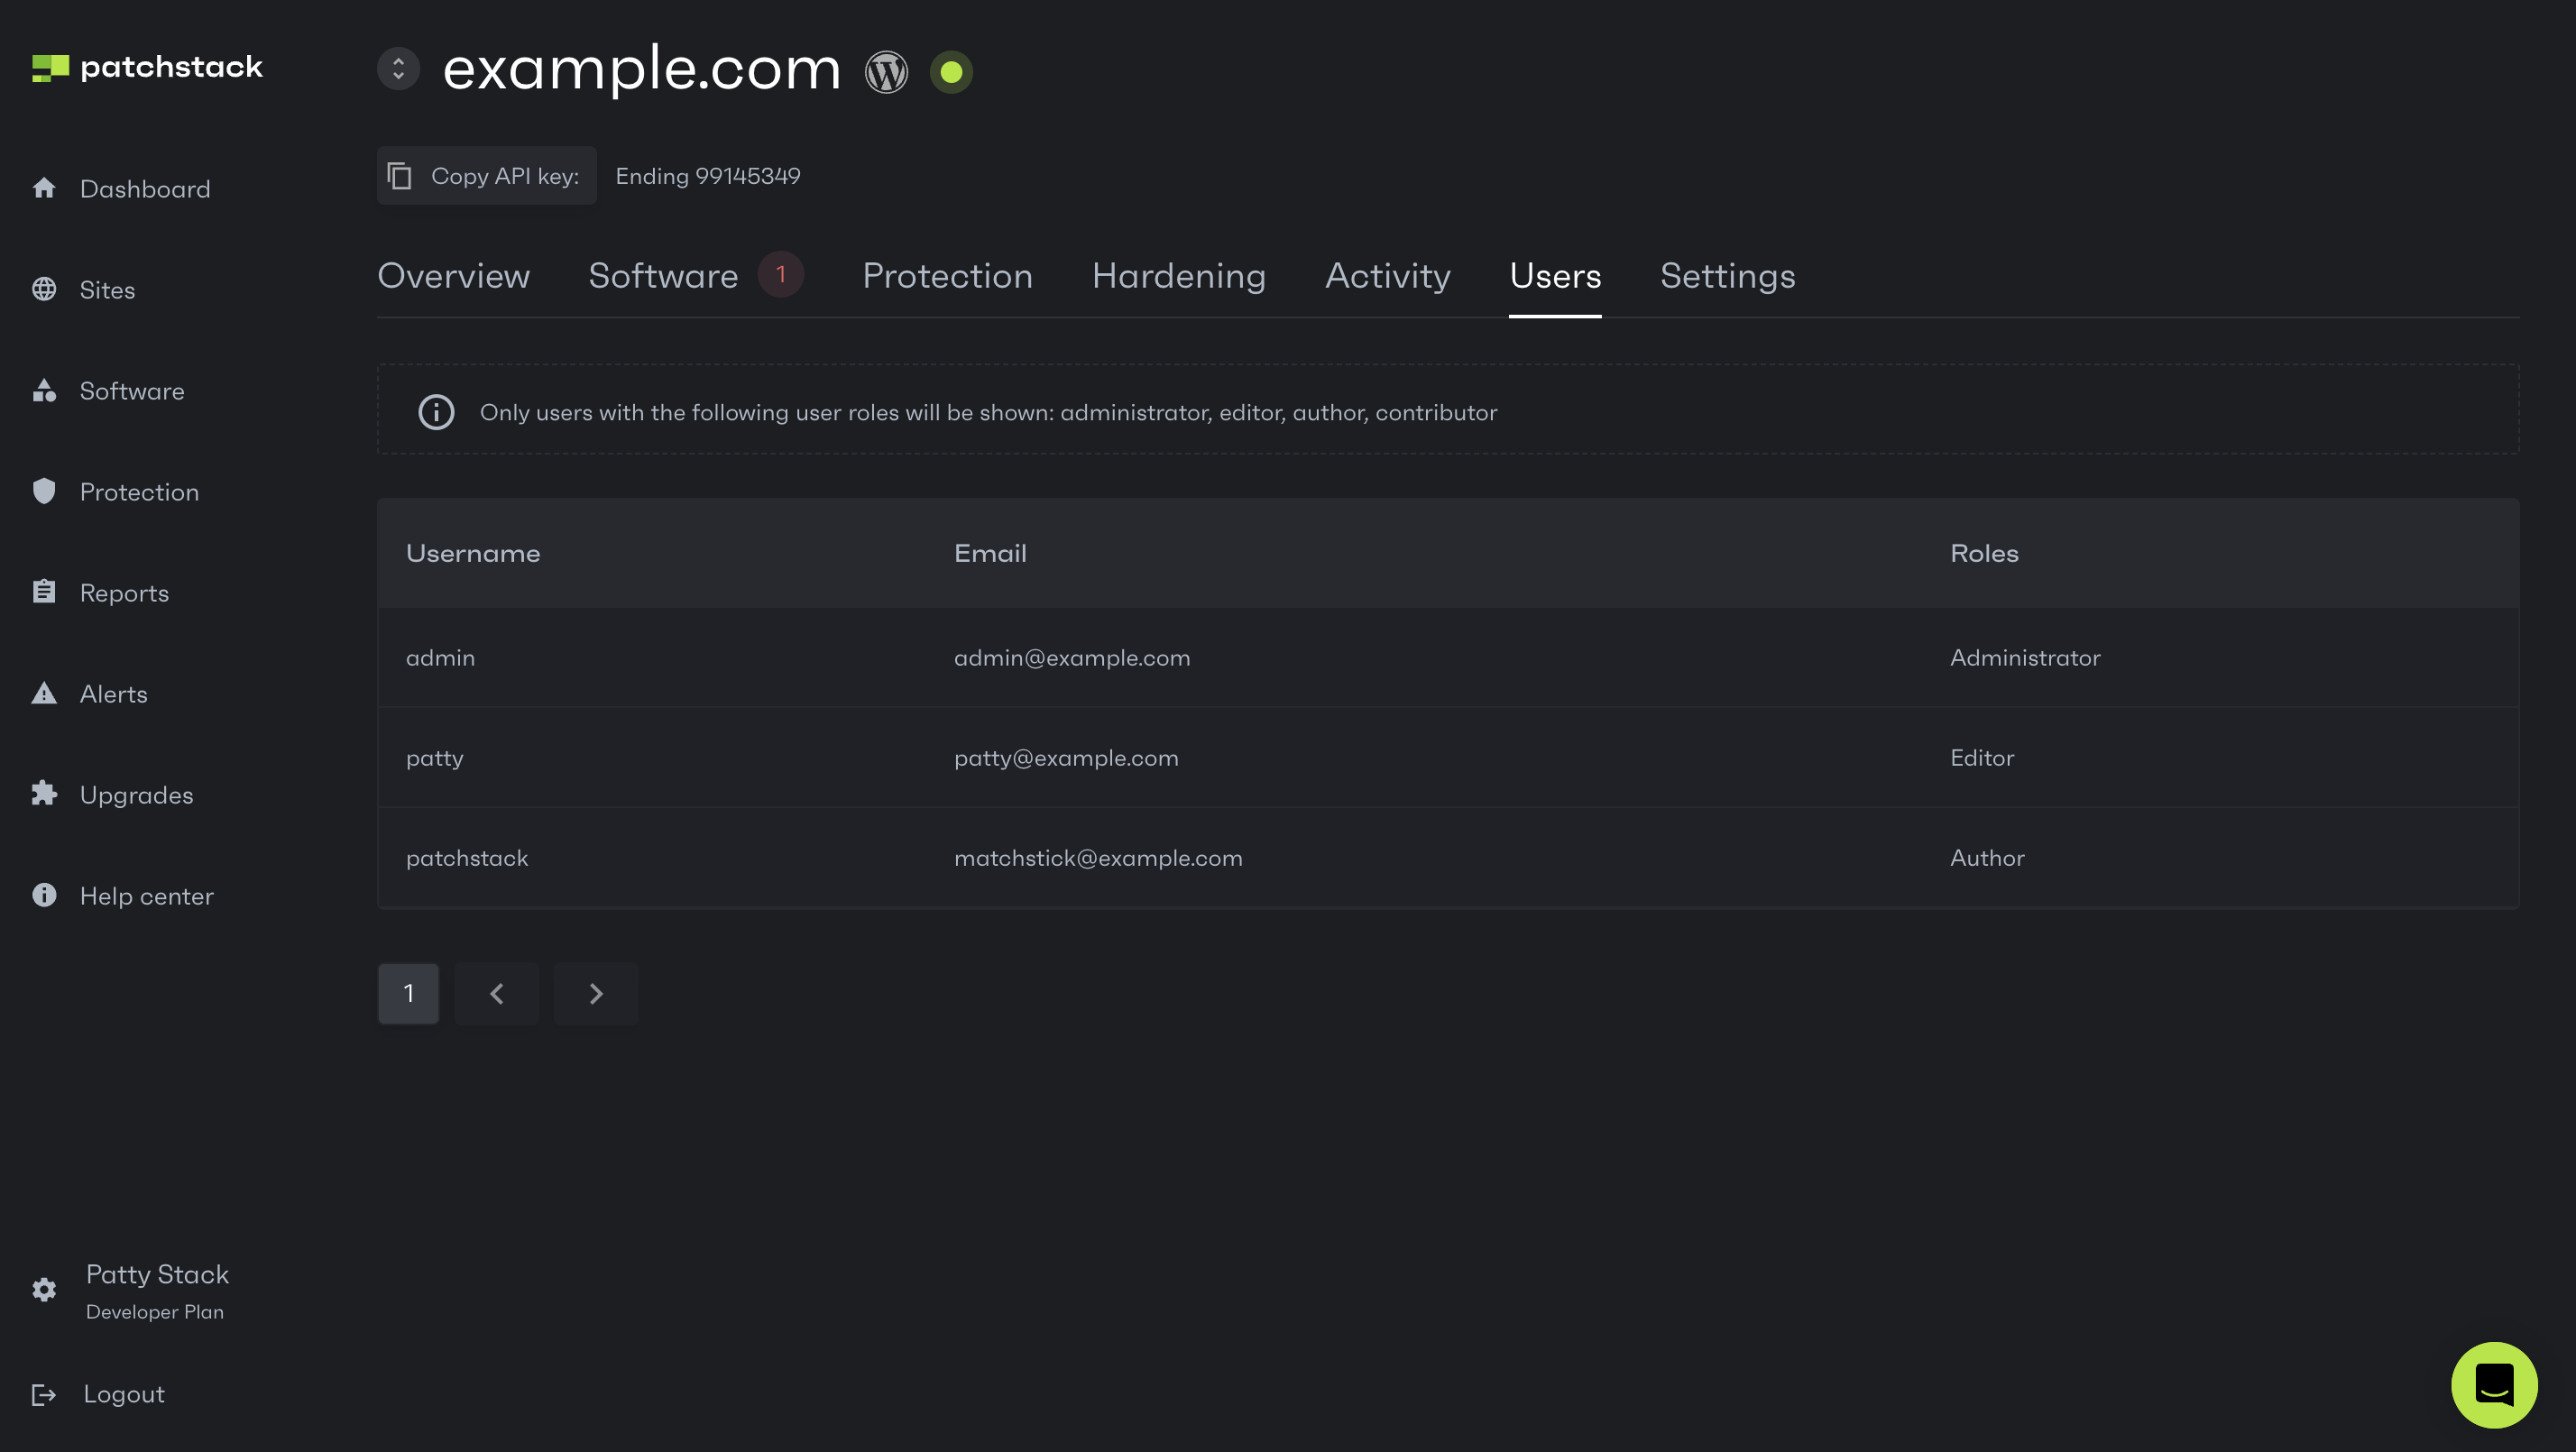 patchstack
Dashboard
Sites
Software
Protection
Reports
Alerts
Upgrades
Help center
Patty Stack
Developer Plan
Logout
example.com
Copy API key: Ending 99145349
Overview Software 1 Protection Hardening Activity Users Settings
Only users with the following user roles will be shown: administrator, editor, author, contributor
Username Email Roles
admin admin@example.com Administrator
patty patty@example.com Editor
patchstack matchstick@example.com Author
1